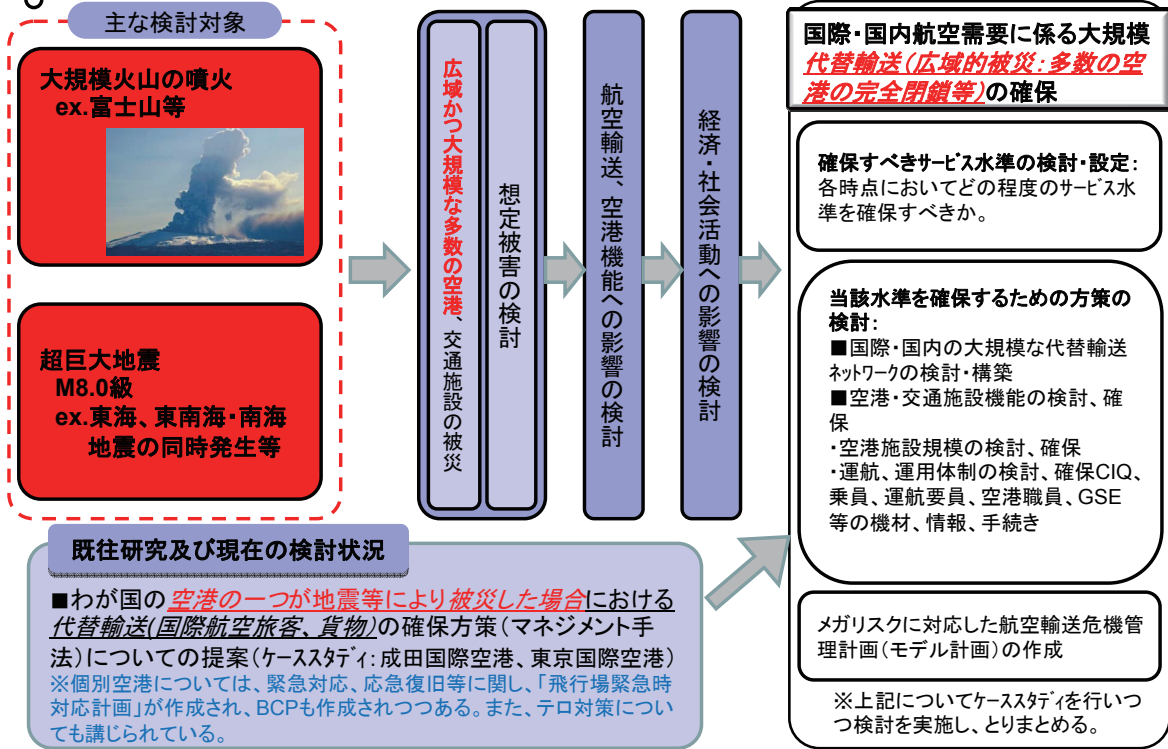 主な検討対象
大規模火山の噴火
ex.富士山等
超巨大地震
M8.0級
ex.東海、東南海・南海
地震の同時発生等
広域かつ大規模な多数の空港、交通施設の被災
想定被害の検討
航空輸送、空港機能への影響の検討
経済・社会活動への影響の検討
国際・国内航空需要に係る大規模
代替輸送(広域的被災:多数の空
港の完全閉鎖等)の確保
確保すべきサービス水準の検討・設定:
各時点においてどの程度のサービス水
準を確保すべきか。
当該水準を確保するための方策の
検討:
■国際・国内の大規模な代替輸送
ネットワークの検討・構築
■空港・交通施設機能の検討、確
保
・空港施設規模の検討、確保
・運航、運用体制の検討、確保CIQ、
乗員、運航要員、空港職員、GSE
等の機材、情報、手続き
メガリスクに対応した航空輸送危機管
理計画(モデル計画)の作成
※上記についてケーススタディを行いつ
つ検討を実施し、とりまとめる。
既往研究及び現在の検討状況
■わが国の空港の一つが地震等により被災した場合における
代替輸送(国際航空旅客、貨物)の確保方策(マネジメント手
法)についての提案(ケーススタディ:成田国際空港、東京国際空港)
※個別空港については、緊急対応、応急復旧等に関し、「飛行場緊急時
対応計画」が作成され、BCPも作成されつつある。また、テロ対策につい
ても講じられている。